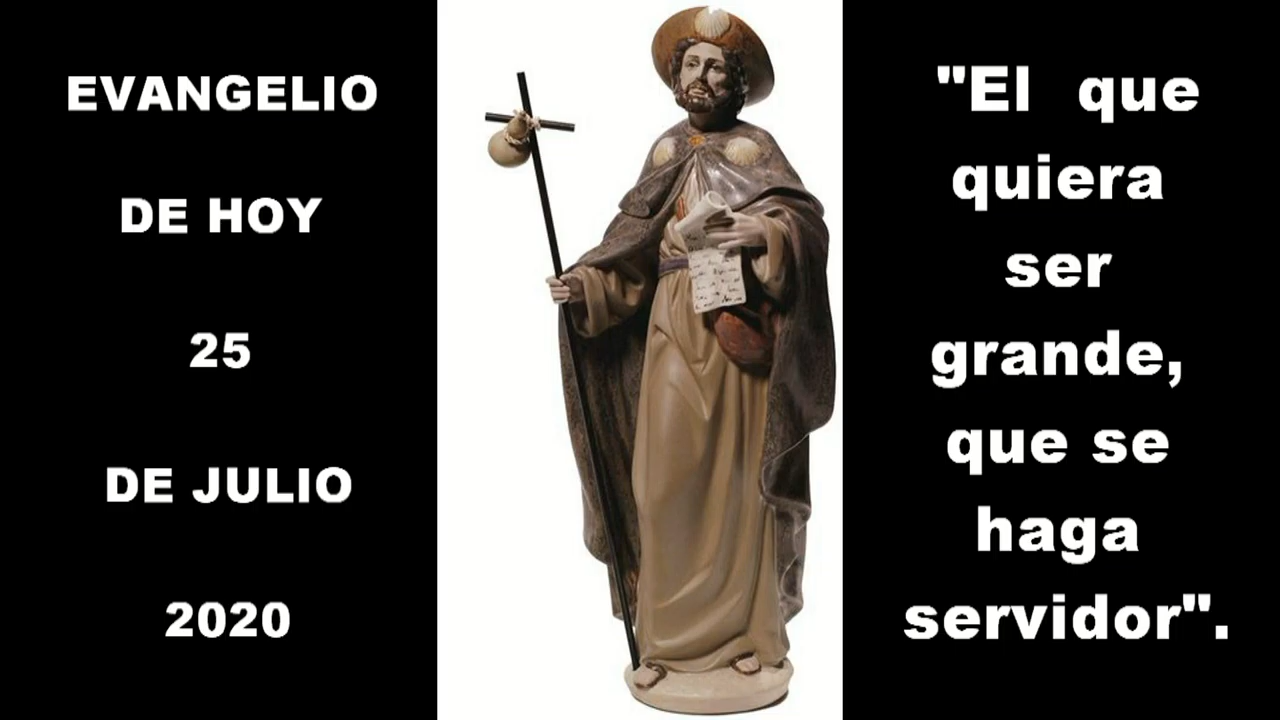 EVANGELIO
DE HOY
25
DE JULIO
2020
"El que
quiera
ser
grande,
que se
haga
servidor".